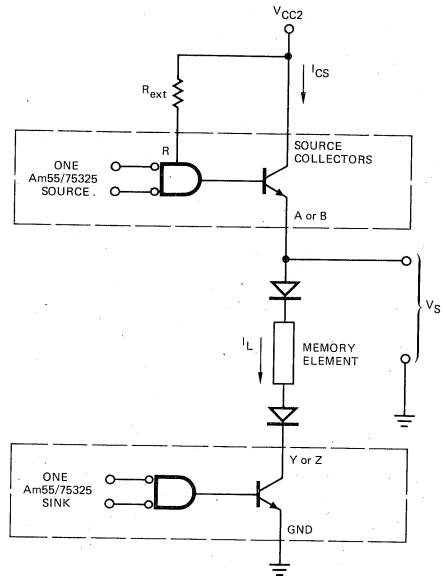 VCC2
ICS
Rext
R
SOURCE
COLLECTORS
ONE
Am55/75325
SOURCE.
A or B
VS
IL
MEMORY
ELEMENT
Y or Z
ONE
Am55/75325
SINK
GND